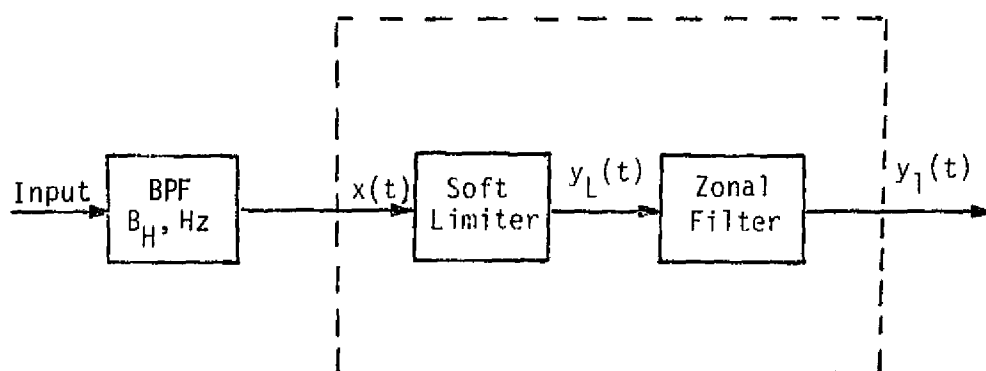 Input
BPF
B_H, Hz
x(t)
Soft
Limiter
y_L(t)
Zonal
Filter
y_1(t)